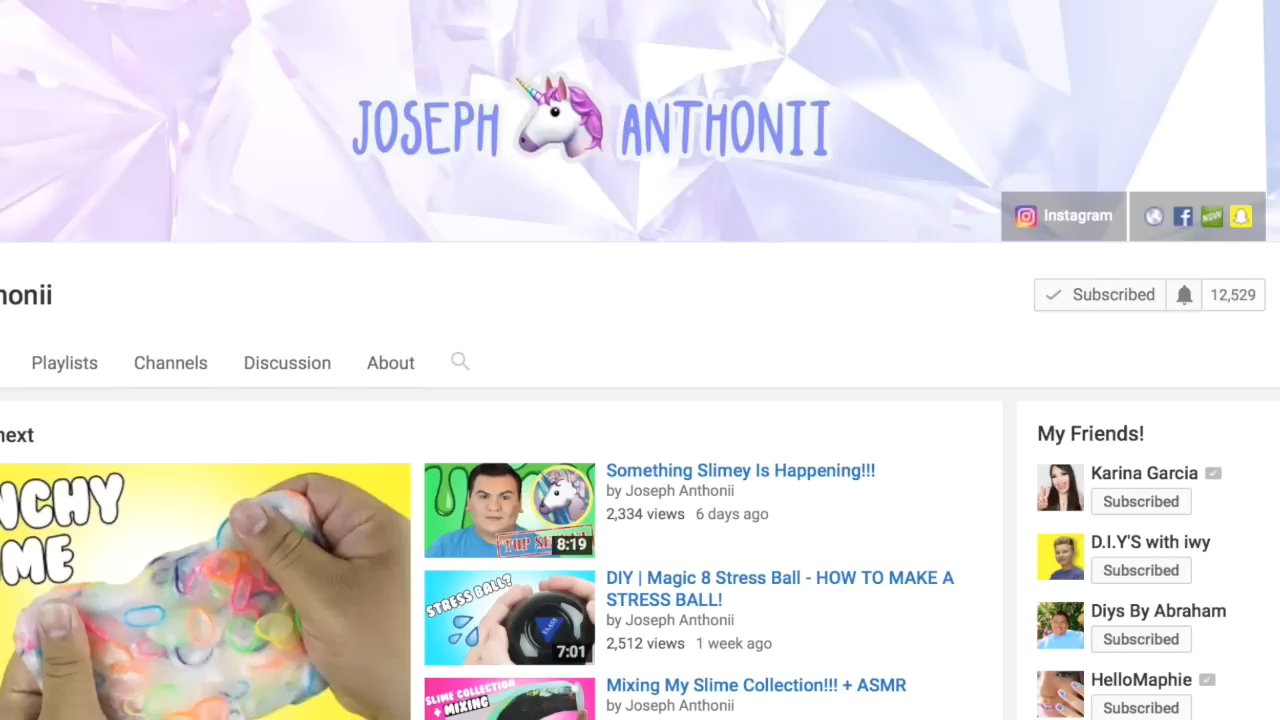 JOSEPH ANTHONII
Instagram
NOW
honii
Subscribed 12,529
Playlists Channels Discussion About
next
My Friends!
NCHY
ME
Something Slimey Is Happening!!!
by Joseph Anthonii
2,334 views 6 days ago
8:19
DIY | Magic 8 Stress Ball - HOW TO MAKE A
STRESS BALL!
by Joseph Anthonii
2,512 views 1 week ago
STRESS BALL?
7:01
Mixing My Slime Collection!!! + ASMR
by Joseph Anthonii
SLIME COLLECTION
+ MIXING
Karina Garcia
Subscribed
D.I.Y'S with iwy
Subscribed
Diys By Abraham
Subscribed
HelloMaphie
Subscribed